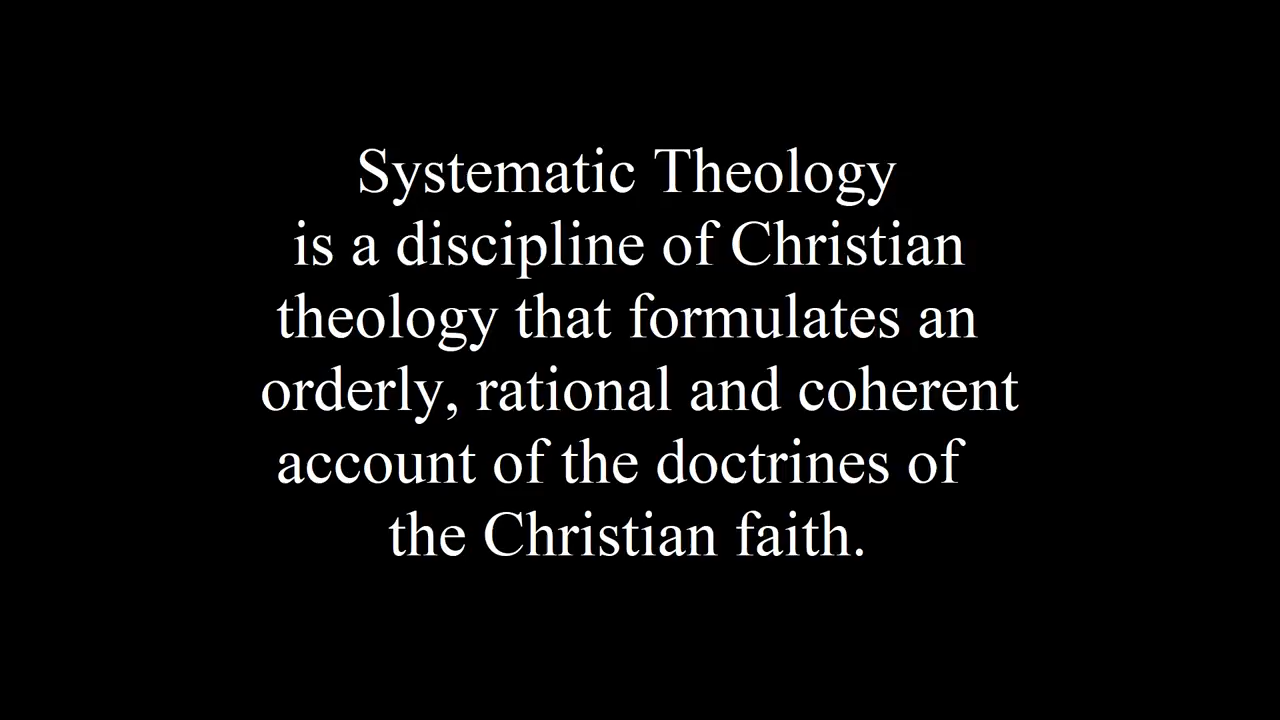 Systematic Theology
is a discipline of Christian
theology that formulates an
orderly, rational and coherent
account of the doctrines of
the Christian faith.